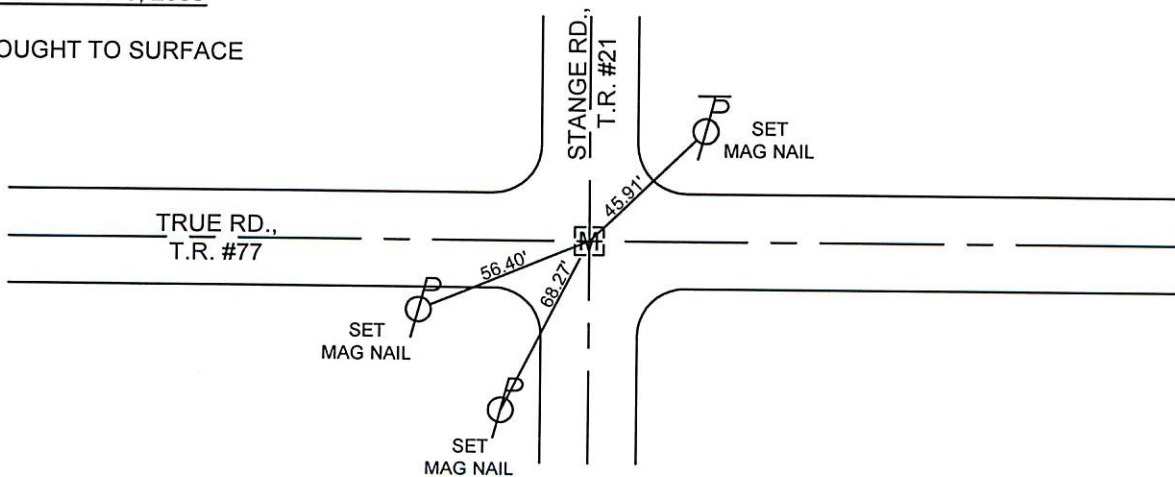 OUGHT TO SURFACE
STANGE RD.,
T.R. #21
P
SET
MAG NAIL
45.91'
TRUE RD.,
T.R. #77
M
56.40'
68.27'
P
SET
MAG NAIL
P
SET
MAG NAIL